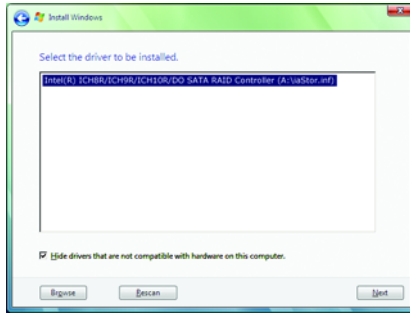 Install Windows
Select the driver to be installed.
Intel(R) ICH8R/ICH9R/ICH10R/DO SATA RAID Controller (A:\iaStor.inf)
Hide drivers that are not compatible with hardware on this computer.
Browse
Rescan
Next